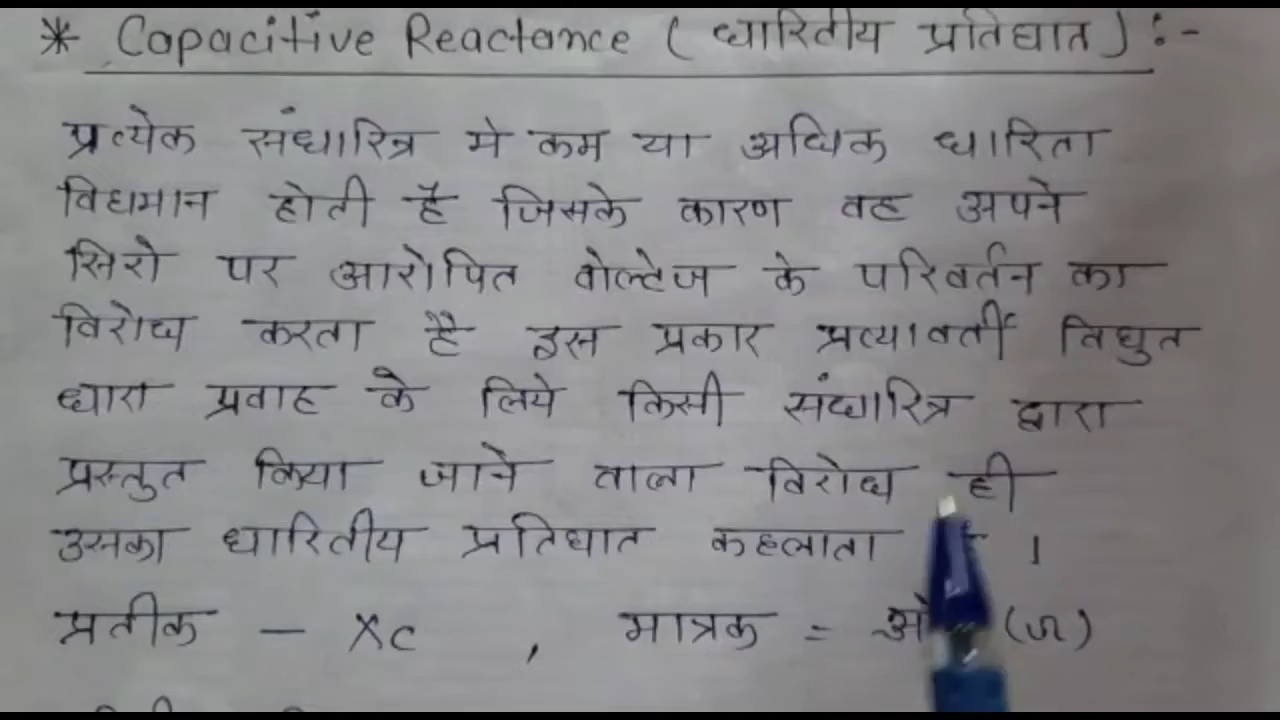 * Capacitive Reactance ( धारितीय प्रतिघात ) :-
प्रत्येक संधारित्र मे कम या अधिक धारिता
विद्यमान होती है जिसके कारण वह अपने
सिरो पर आरोपित वोल्टेज के परिवर्तन का
विरोध करता है इस प्रकार प्रत्यावर्ती विधुत
धारा प्रवाह के लिये किसी संधारित्र द्वारा
प्रस्तुत किया जाने वाला विरोध ही
उसका धारितीय प्रतिघात कहलाता है ।
प्रतीक - Xc , मात्रक = (Ω)